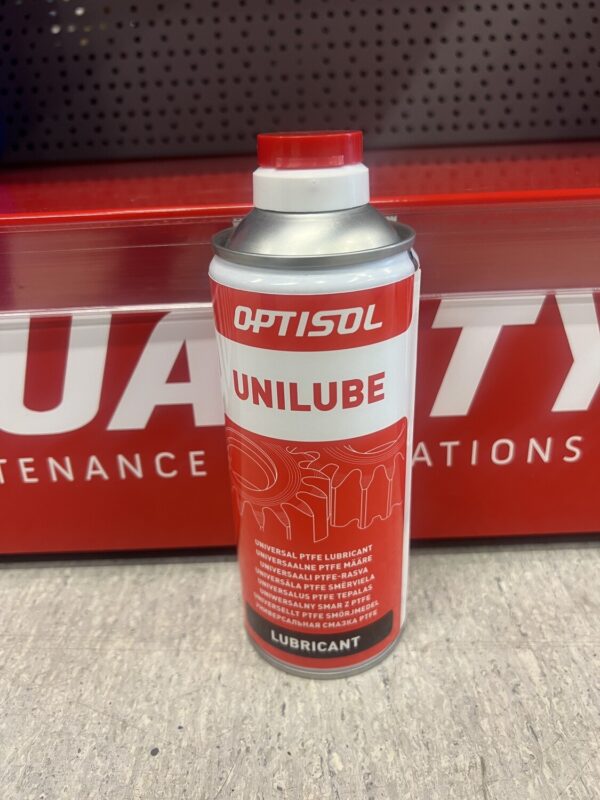 OPTISOL
UNILUBE
UA TY
TENANCE ATIONS
UNIVERSAL PTFE LUBRICANT
UNIVERSAALNE PTFE MÄÄRE
UNIVERSAALI PTFE-RASVA
UNIVERSĀLA PTFE SMĒRVIELA
UNIVERSALUS PTFE TEPALAS
UNIWERSALNY SMAR Z PTFE
UNIVERSELLT PTFE SMÖRJMEDEL
УНИВЕРСАЛЬНАЯ СМАЗКА PTFE
LUBRICANT